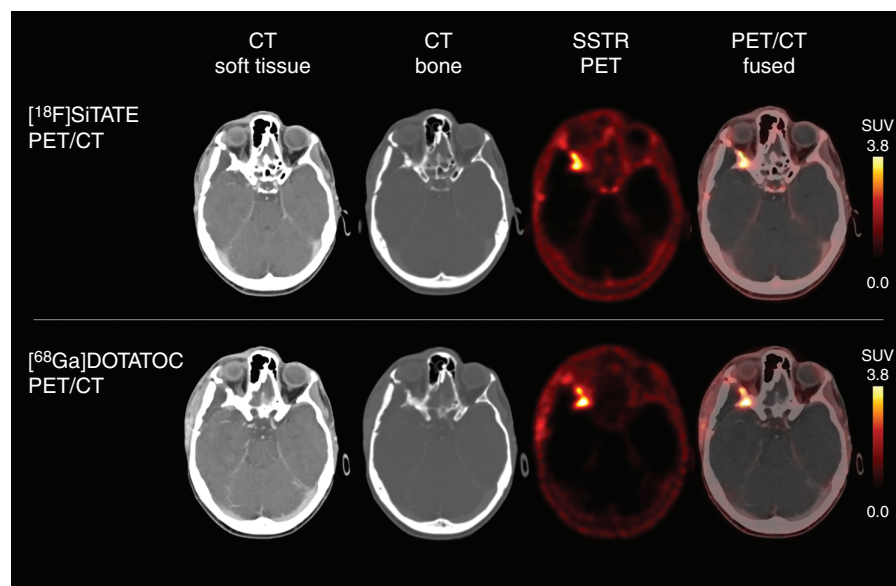 CT
soft tissue
CT
bone
SSTR
PET
PET/CT
fused
[¹⁸F]SiTATE
PET/CT
SUV
3.8
0.0
[⁶⁸Ga]DOTATOC
PET/CT
SUV
3.8
0.0